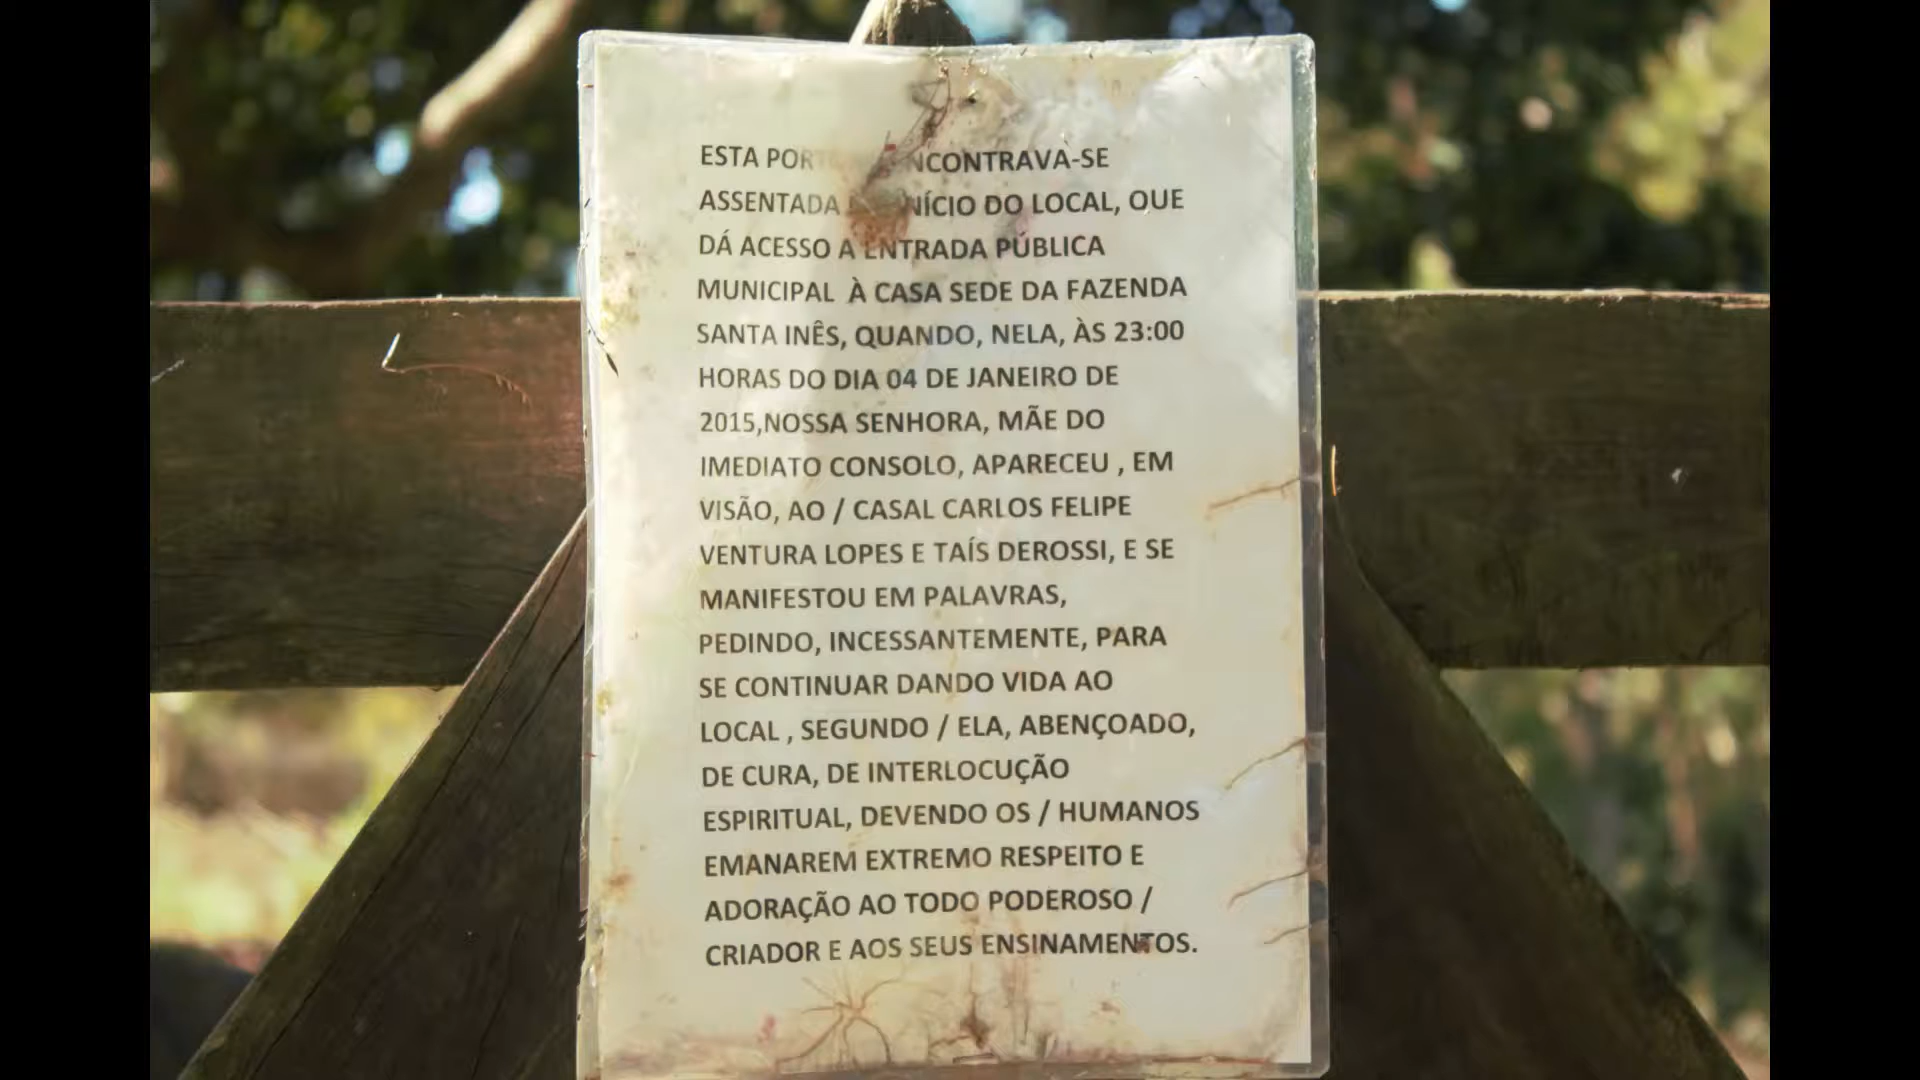 ESTA NCONTRAVA-SE
ASSENTADA NÍCIO DO LOCAL, QUE
DÁ ACESSO A ENTRADA PÚBLICA
MUNICIPAL À CASA SEDE DA FAZENDA
SANTA INÊS, QUANDO, NELA, ÀS 23:00
HORAS DO DIA 04 DE JANEIRO DE
2015,NOSSA SENHORA, MÃE DO
IMEDIATO CONSOLO, APARECEU , EM
VISÃO, AO / CASAL CARLOS FELIPE
VENTURA LOPES E TAÍS DEROSSI, E SE
MANIFESTOU EM PALAVRAS,
PEDINDO, INCESSANTEMENTE, PARA
SE CONTINUAR DANDO VIDA AO
LOCAL , SEGUNDO / ELA, ABENÇOADO,
DE CURA, DE INTERLOCUÇÃO
ESPIRITUAL, DEVENDO OS / HUMANOS
EMANAREM EXTREMO RESPEITO E
ADORAÇÃO AO TODO PODEROSO /
CRIADOR E AOS SEUS ENSINAMENTOS.